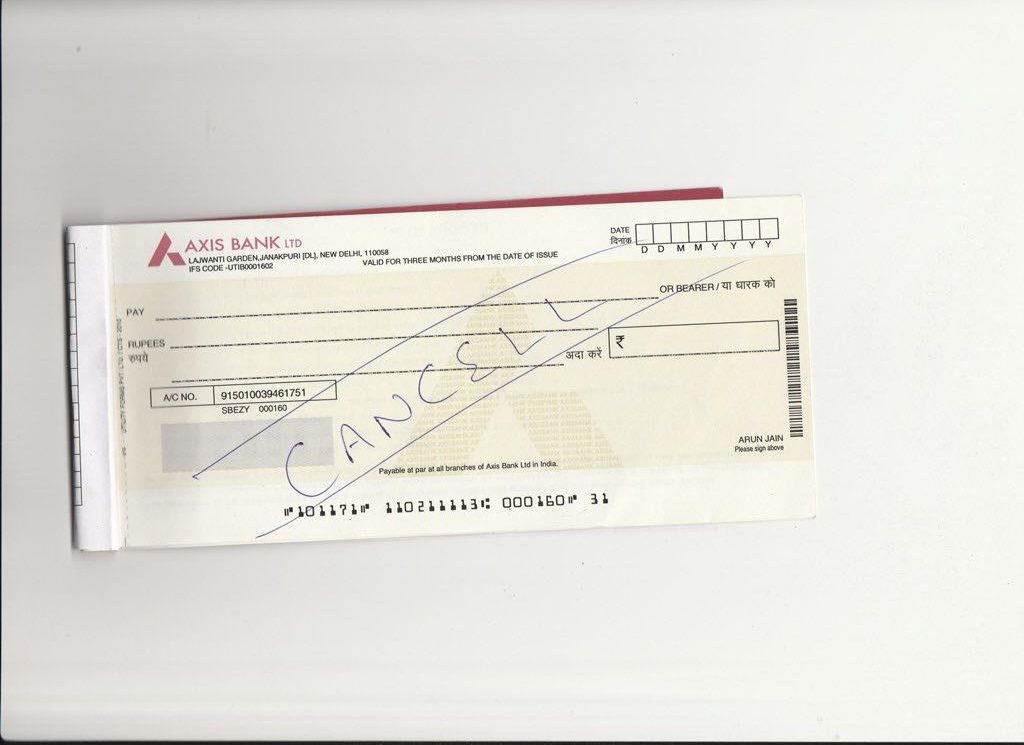 AXIS BANK LTD
LAJWANTI GARDEN,JANAKPURI [DL], NEW DELHI, 110058
IFS CODE -UTIB0001602
VALID FOR THREE MONTHS FROM THE DATE OF ISSUE
DATE
दिनांक
D D M M Y Y Y Y
PAY
OR BEARER / या धारक को
RUPEES
रुपये
अदा करें
₹
A/C NO. 915010039461751
SBEZY 000160
CANCELL
ARUN JAIN
Please sign above
Payable at par at all branches of Axis Bank Ltd in India.
⑈101171⑈ 110211113⑆ 000160⑈ 31